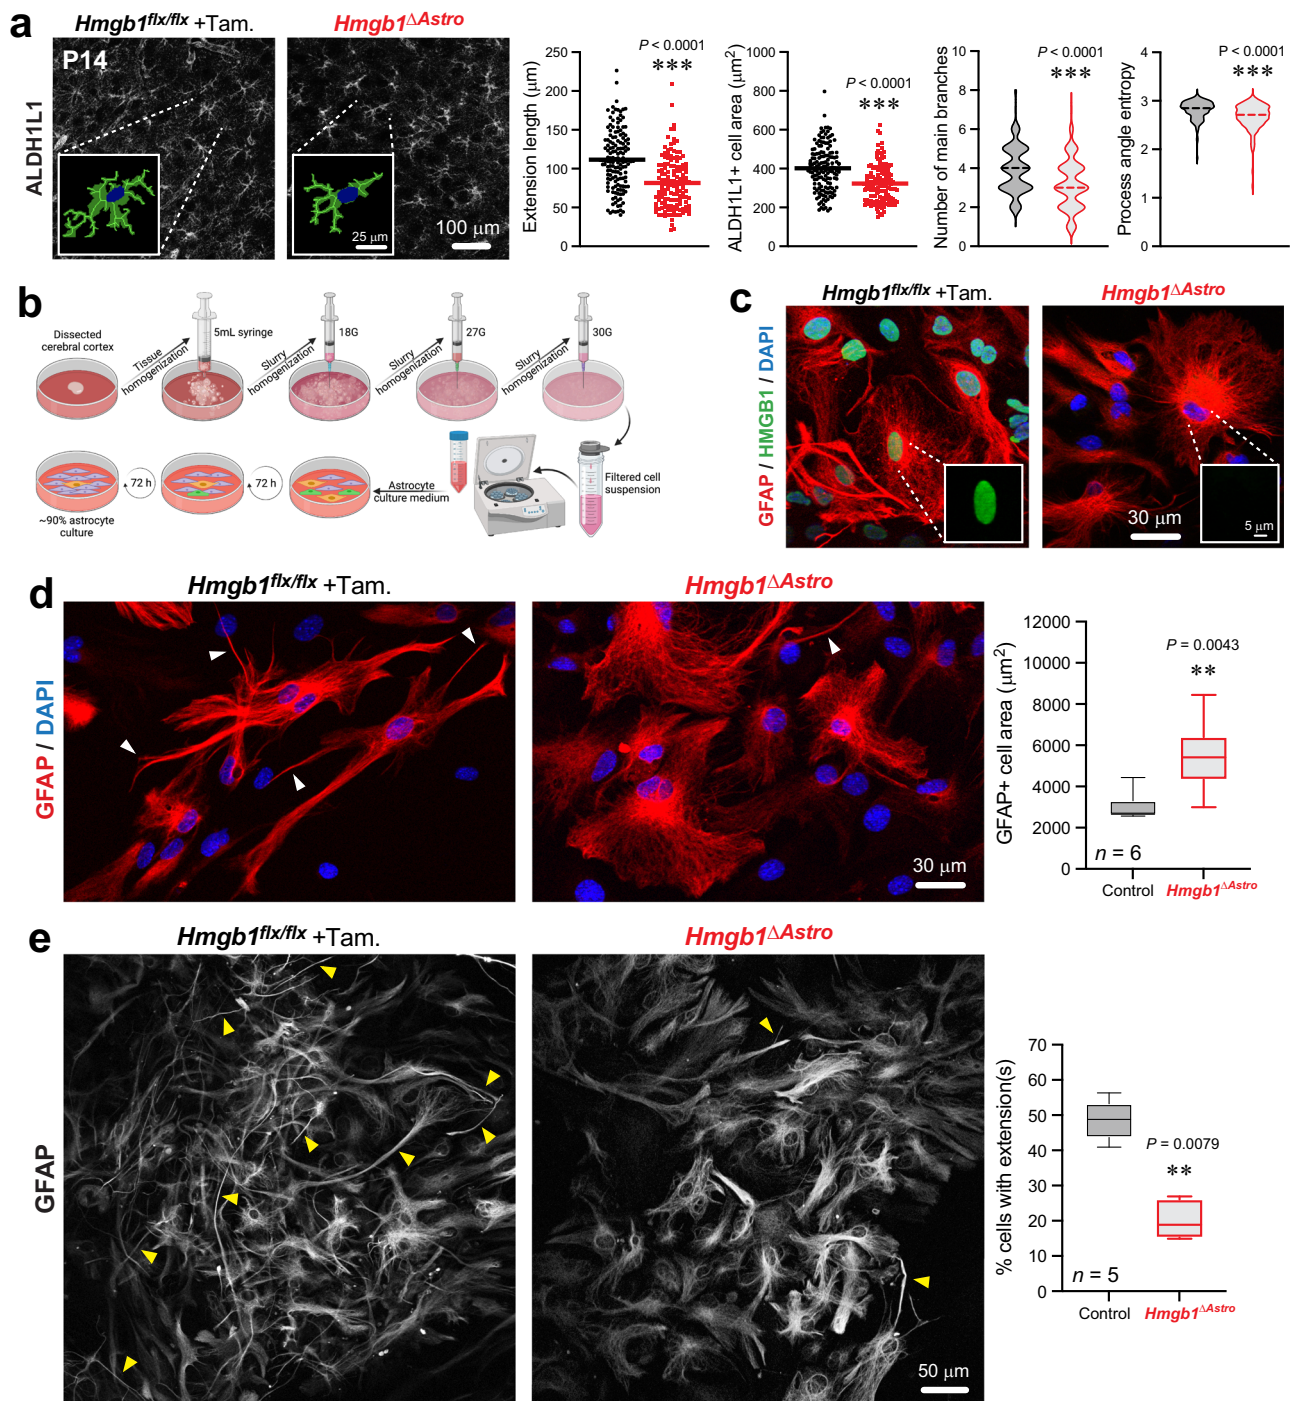 a
Hmgb1flx/flx +Tam.
Hmgb1ΔAstro
P14
ALDH1L1
25 μm
100 μm
Extension length (μm)
250
200
150
100
50
0
P < 0.0001
***
ALDH1L1+ cell area (μm2)
1000
800
600
400
200
0
P < 0.0001
***
Number of main branches
10
8
6
4
2
0
P < 0.0001
***
Process angle entropy
4
3
2
1
0
P < 0.0001
***
b
Dissected
cerebral cortex
Tissue
homogenization
5mL syringe
Slurry
homogenization
18G
Slurry
homogenization
27G
Slurry
homogenization
30G
Filtered cell
suspension
Astrocyte
culture medium
72 h
72 h
~90% astrocyte
culture
c
Hmgb1flx/flx +Tam.
Hmgb1ΔAstro
GFAP / HMGB1 / DAPI
30 μm
5 μm
d
Hmgb1flx/flx +Tam.
Hmgb1ΔAstro
GFAP / DAPI
30 μm
GFAP+ cell area (μm2)
12000
10000
8000
6000
4000
2000
0
P = 0.0043
**
n = 6
Control
Hmgb1ΔAstro
e
Hmgb1flx/flx +Tam.
Hmgb1ΔAstro
GFAP
50 μm
% cells with extension(s)
70
60
50
40
30
20
10
0
P = 0.0079
**
n = 5
Control
Hmgb1ΔAstro